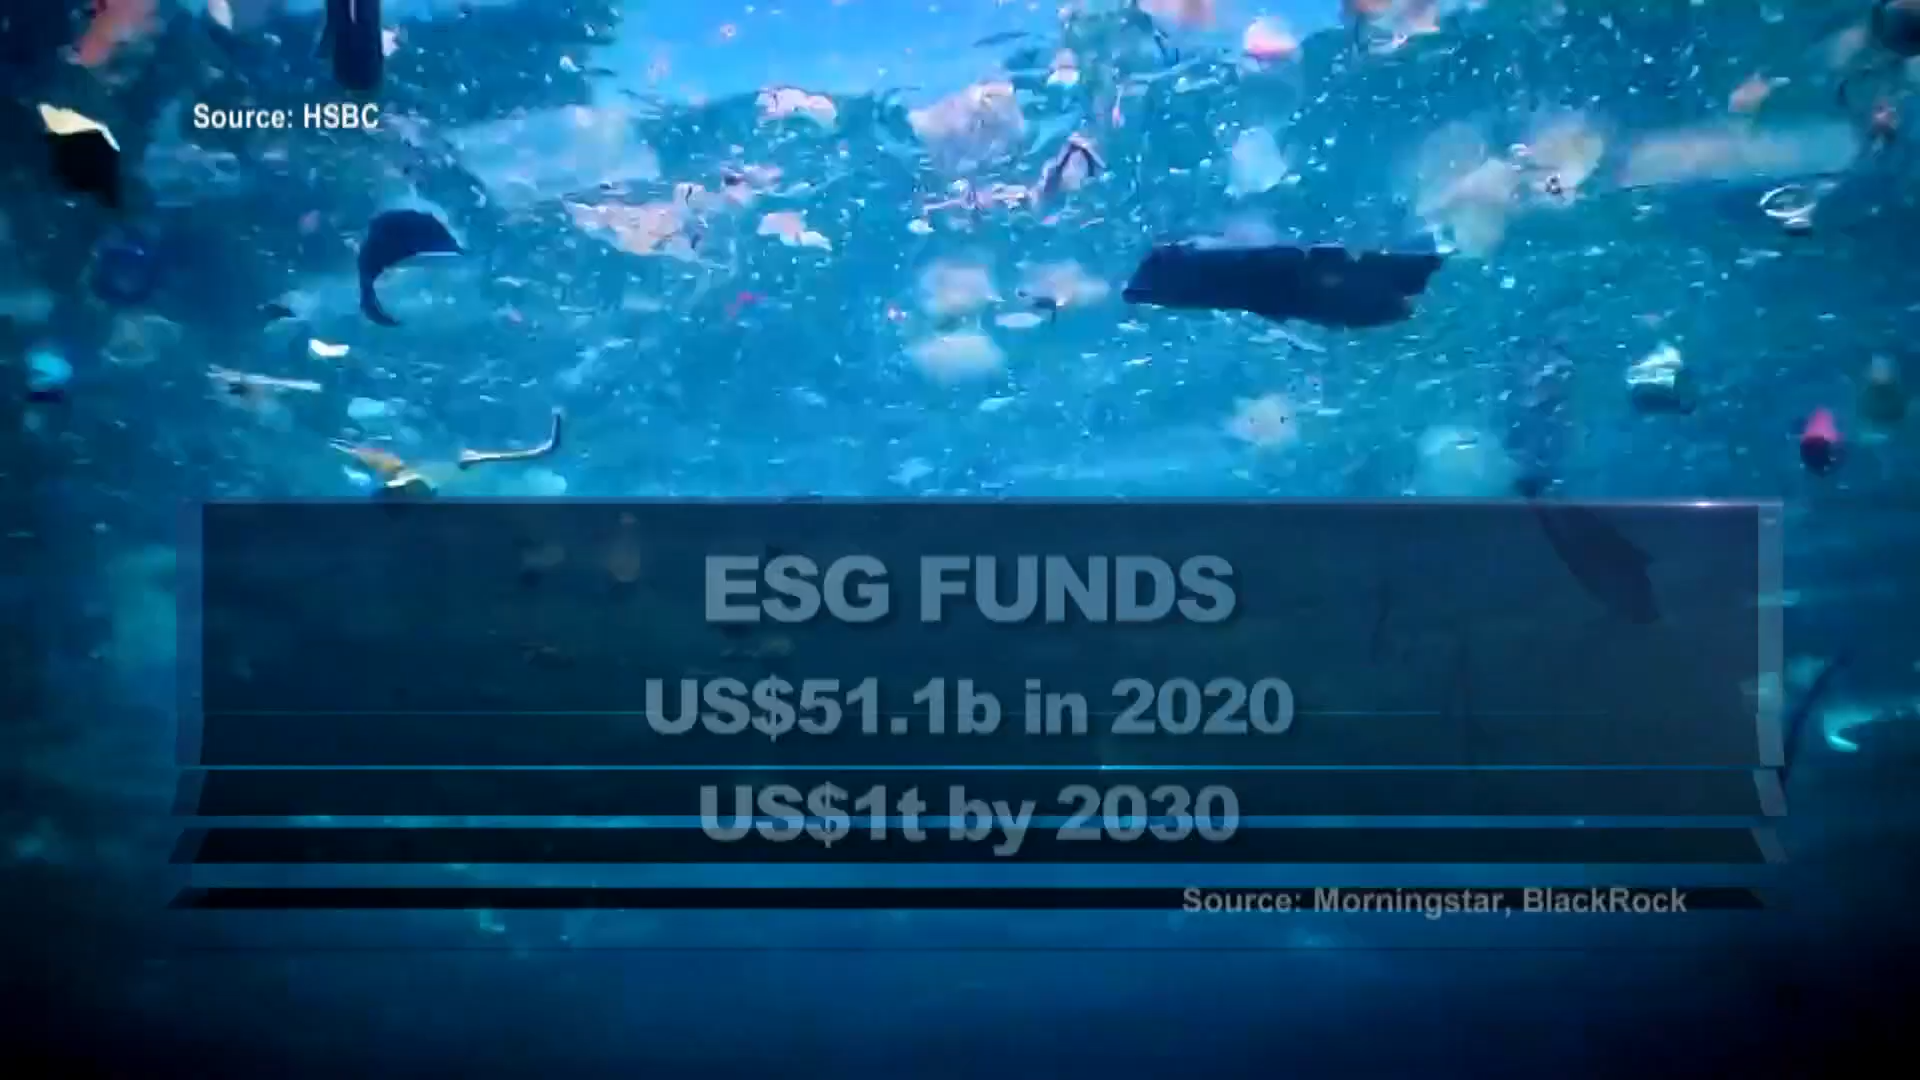 Source: HSBC
ESG FUNDS
US$51.1b in 2020
US$1t by 2030
Source: Morningstar, BlackRock